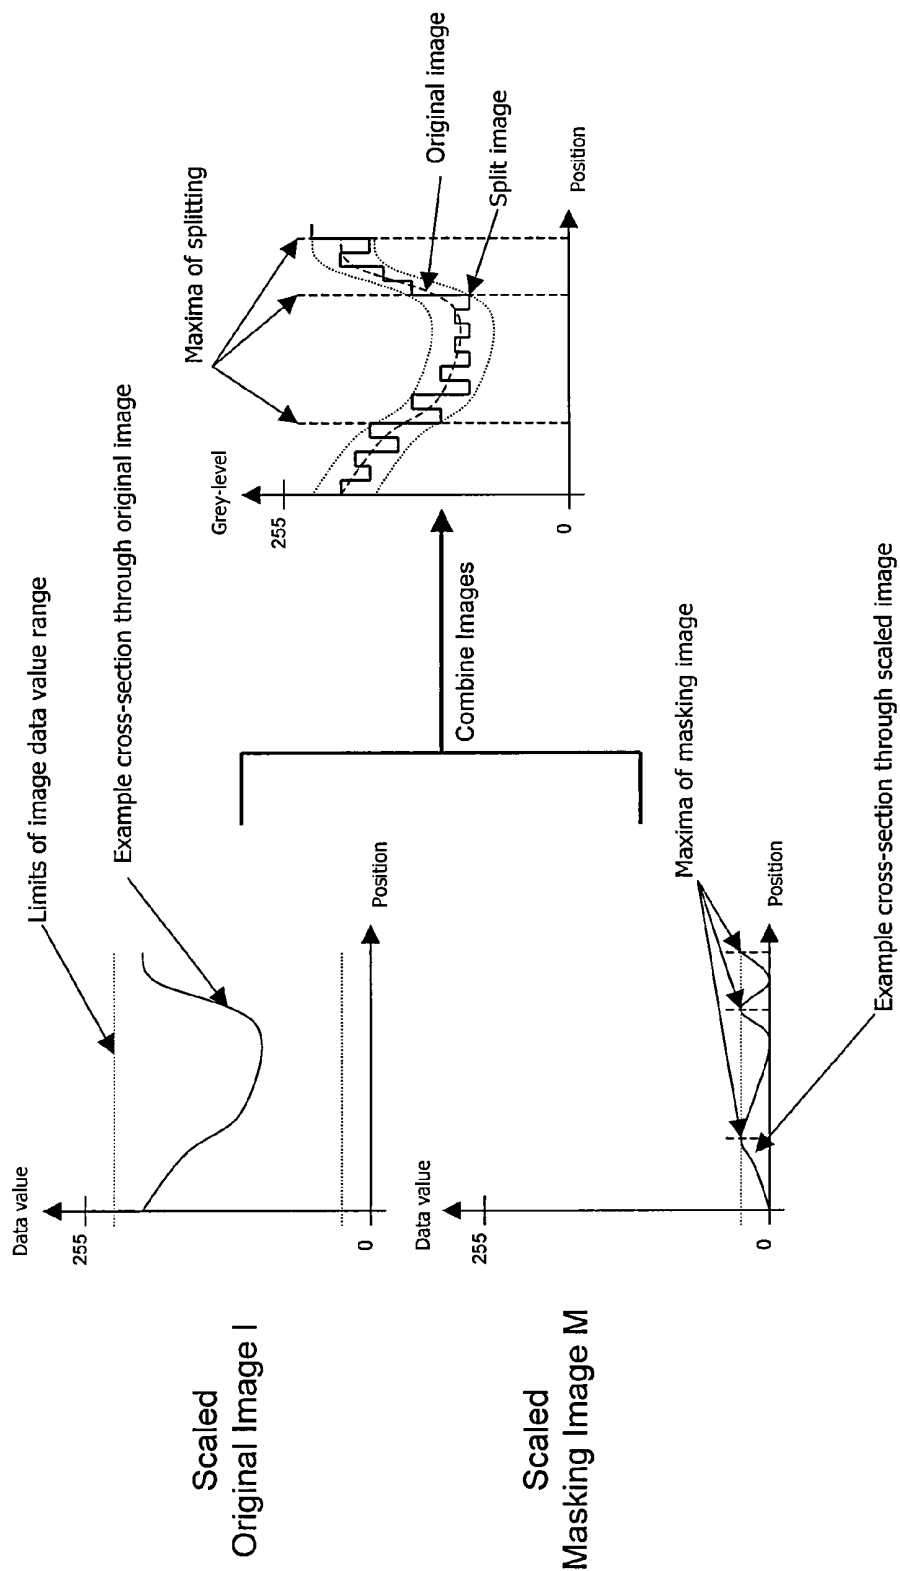 Scaled
Original Image I
Data value
255
0
Position
Limits of image data value range
Example cross-section through original image
Scaled
Masking Image M
Data value
255
0
Position
Maxima of masking image
Example cross-section through scaled image
Combine Images
Grey-level
255
0
Position
Maxima of splitting
Original image
Split image